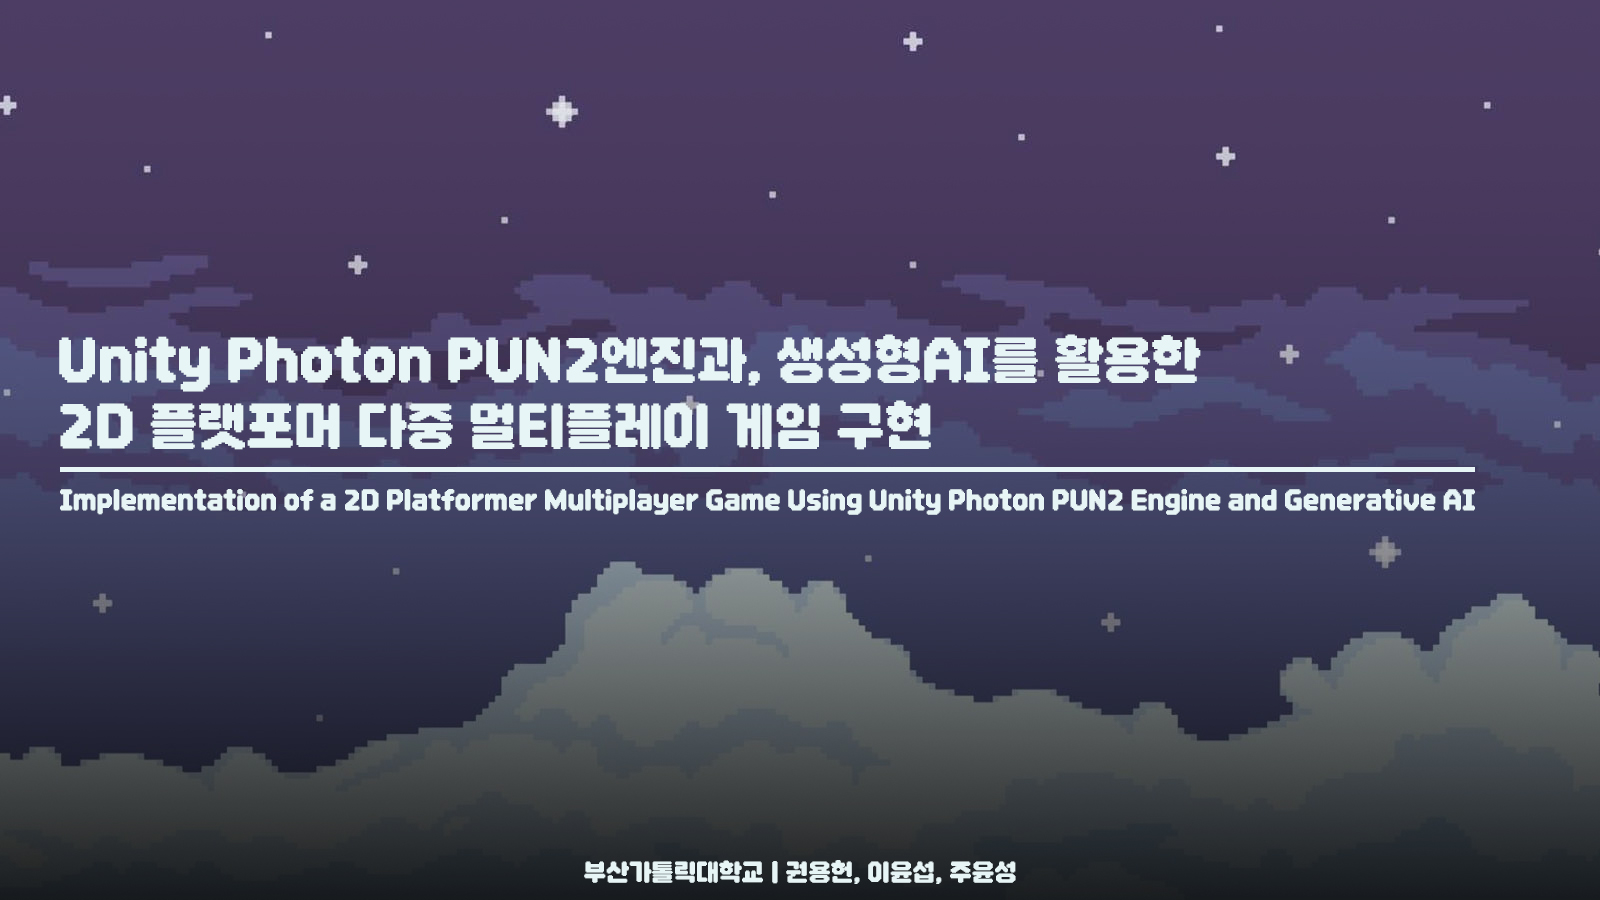 Unity Photon PUN2엔진과, 생성형AI를 활용한
2D 플랫포머 다중 멀티플레이 게임 구현
Implementation of a 2D Platformer Multiplayer Game Using Unity Photon PUN2 Engine and Generative AI
부산가톨릭대학교 | 권용헌, 이윤섭, 주윤성